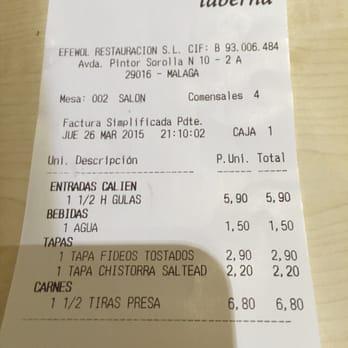 taberna
EFEWOL RESTAURACION S.L. CIF: B 93.006.484
Avda. Pintor Sorolla N 10 - 2 A
29016 - MALAGA
Mesa: 002 SALON Comensales 4
Factura Simplificada Pdte.
JUE 26 MAR 2015 21:10:02 CAJA 1
Uni. Descripción P.Uni. Total
ENTRADAS CALIEN
1 1/2 H GULAS 5,90 5,90
BEBIDAS
1 AGUA 1,50 1,50
TAPAS
1 TAPA FIDEOS TOSTADOS 2,90 2,90
1 TAPA CHISTORRA SALTEAD 2,20 2,20
CARNES
1 1/2 TIRAS PRESA 6,80 6,80